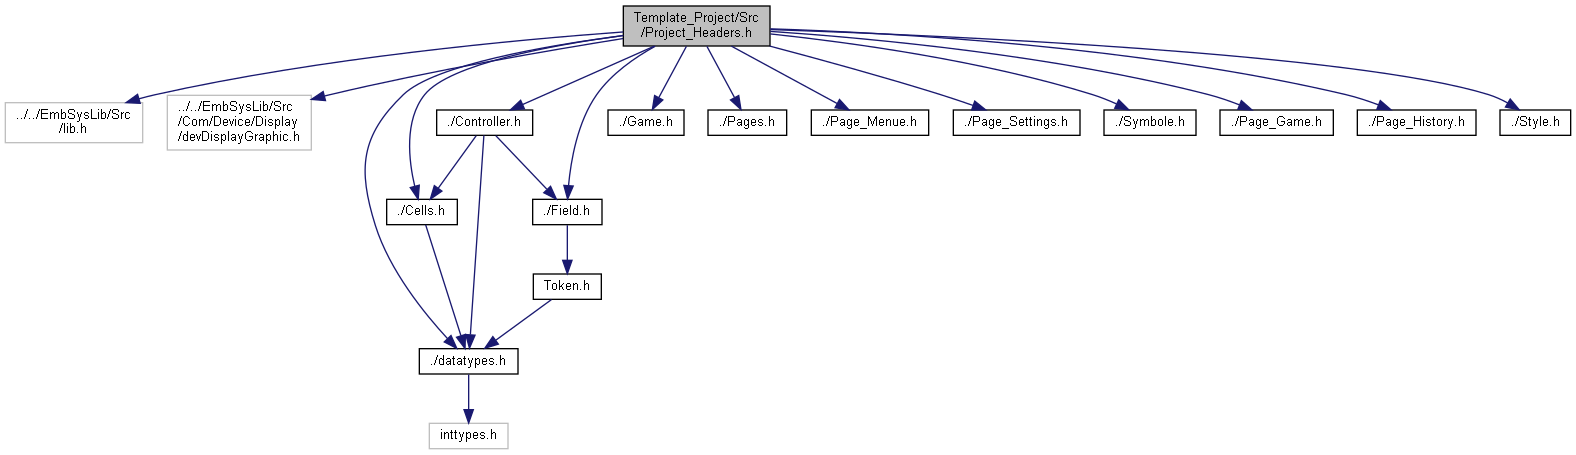 Template_Project/Src
/Project_Headers.h
../../EmbSysLib/Src
/lib.h
../../EmbSysLib/Src
/Com/Device/Display
/devDisplayGraphic.h
./Controller.h
./Game.h
./Pages.h
./Page_Menue.h
./Page_Settings.h
./Symbole.h
./Page_Game.h
./Page_History.h
./Style.h
./Cells.h
./Field.h
Token.h
./datatypes.h
inttypes.h